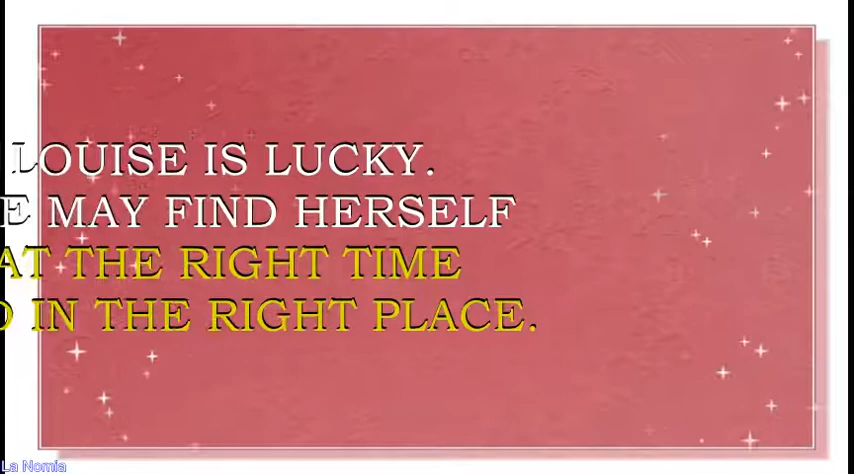 LOUISE IS LUCKY.
E MAY FIND HERSELF
AT THE RIGHT TIME
D IN THE RIGHT PLACE.
La Nomia